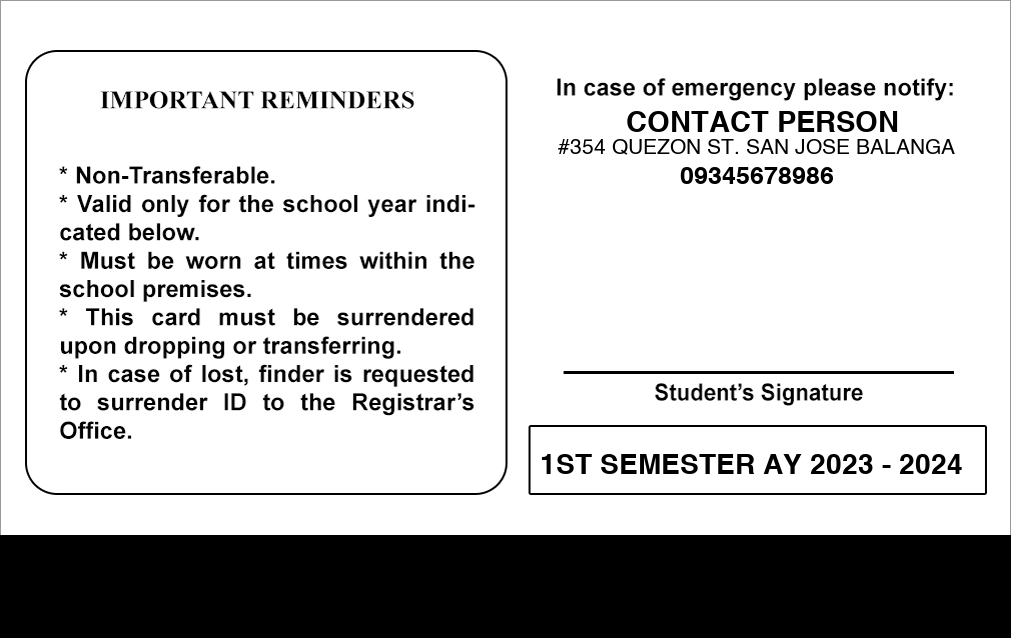 IMPORTANT REMINDERS
* Non-Transferable.
* Valid only for the school year indi-
cated below.
* Must be worn at times within the
school premises.
* This card must be surrendered
upon dropping or transferring.
* In case of lost, finder is requested
to surrender ID to the Registrar’s
Office.
In case of emergency please notify:
CONTACT PERSON
#354 QUEZON ST. SAN JOSE BALANGA
09345678986
Student’s Signature
1ST SEMESTER AY 2023 - 2024